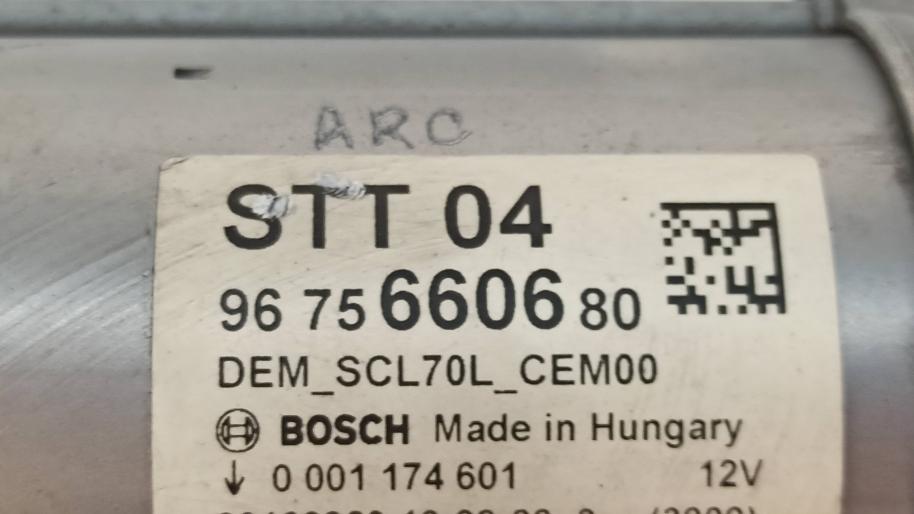 ARC
STT 04
96 75 6606 80
DEM_SCL70L_CEM00
BOSCH Made in Hungary
0 001 174 601 12V